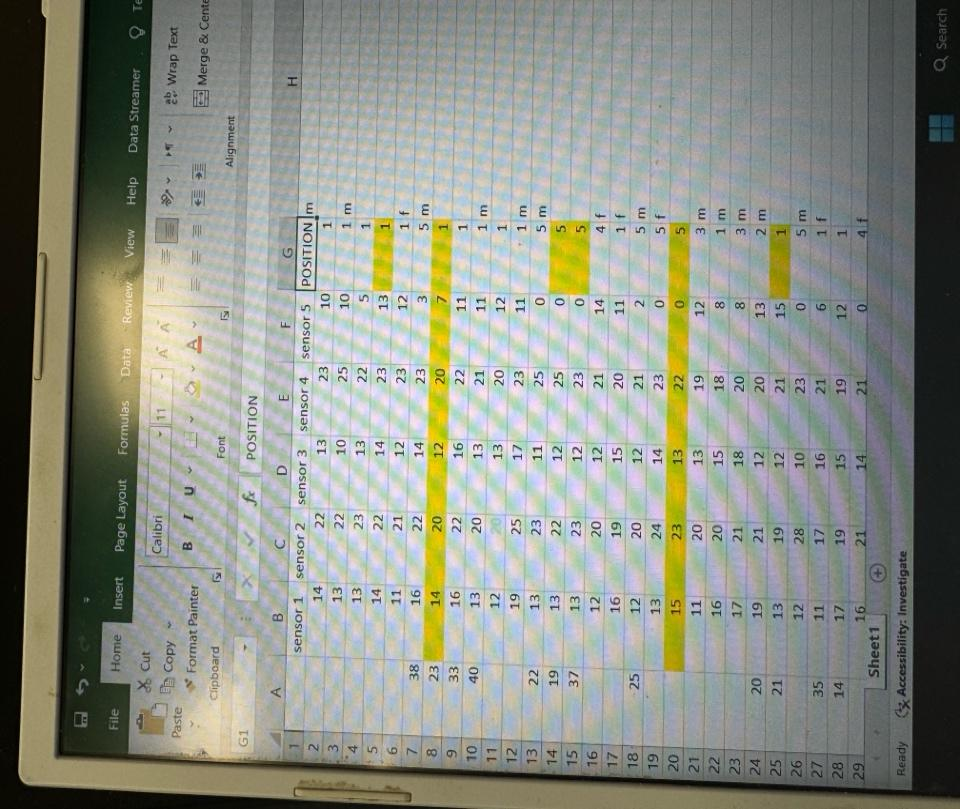 File Home Insert Page Layout Formulas Data Review View Help Data Streamer Te
Cut
Copy
Format Painter
Paste
Clipboard
Calibri 11 A A
B I U A
Font
ab Wrap Text
Merge & Cente
Alignment
G1 fx POSITION
A B C D E F G H
1 sensor 1 sensor 2 sensor 3 sensor 4 sensor 5 POSITION m
2 14 22 13 23 10 1
3 13 22 10 25 10 1 m
4 13 23 13 22 5 1
5 14 22 14 23 13 1
6 11 21 12 23 12 1 f
7 38 16 22 14 23 3 5 m
8 23 14 20 12 20 7 1
9 33 16 22 16 22 11 1
10 40 13 20 13 21 11 1 m
11 12 20 13 20 12 1
12 19 25 17 23 11 1 m
13 22 13 23 11 25 0 5 m
14 19 13 22 12 25 0 5
15 37 13 23 12 23 0 5
16 12 20 12 21 14 4 f
17 16 19 15 20 11 1 f
18 25 12 20 12 21 2 5 m
19 13 24 14 23 0 5 f
20 15 23 13 22 0 5
21 11 20 13 19 12 3 m
22 16 20 15 18 8 1 m
23 17 21 18 20 8 3 m
24 20 19 21 12 20 13 2 m
25 21 13 19 12 21 15 1
26 12 28 10 23 0 5 m
27 35 11 17 16 21 6 1 f
28 14 17 19 15 19 12 1
29 16 21 14 21 0 4 f
Sheet1
Ready Accessibility: Investigate
Search